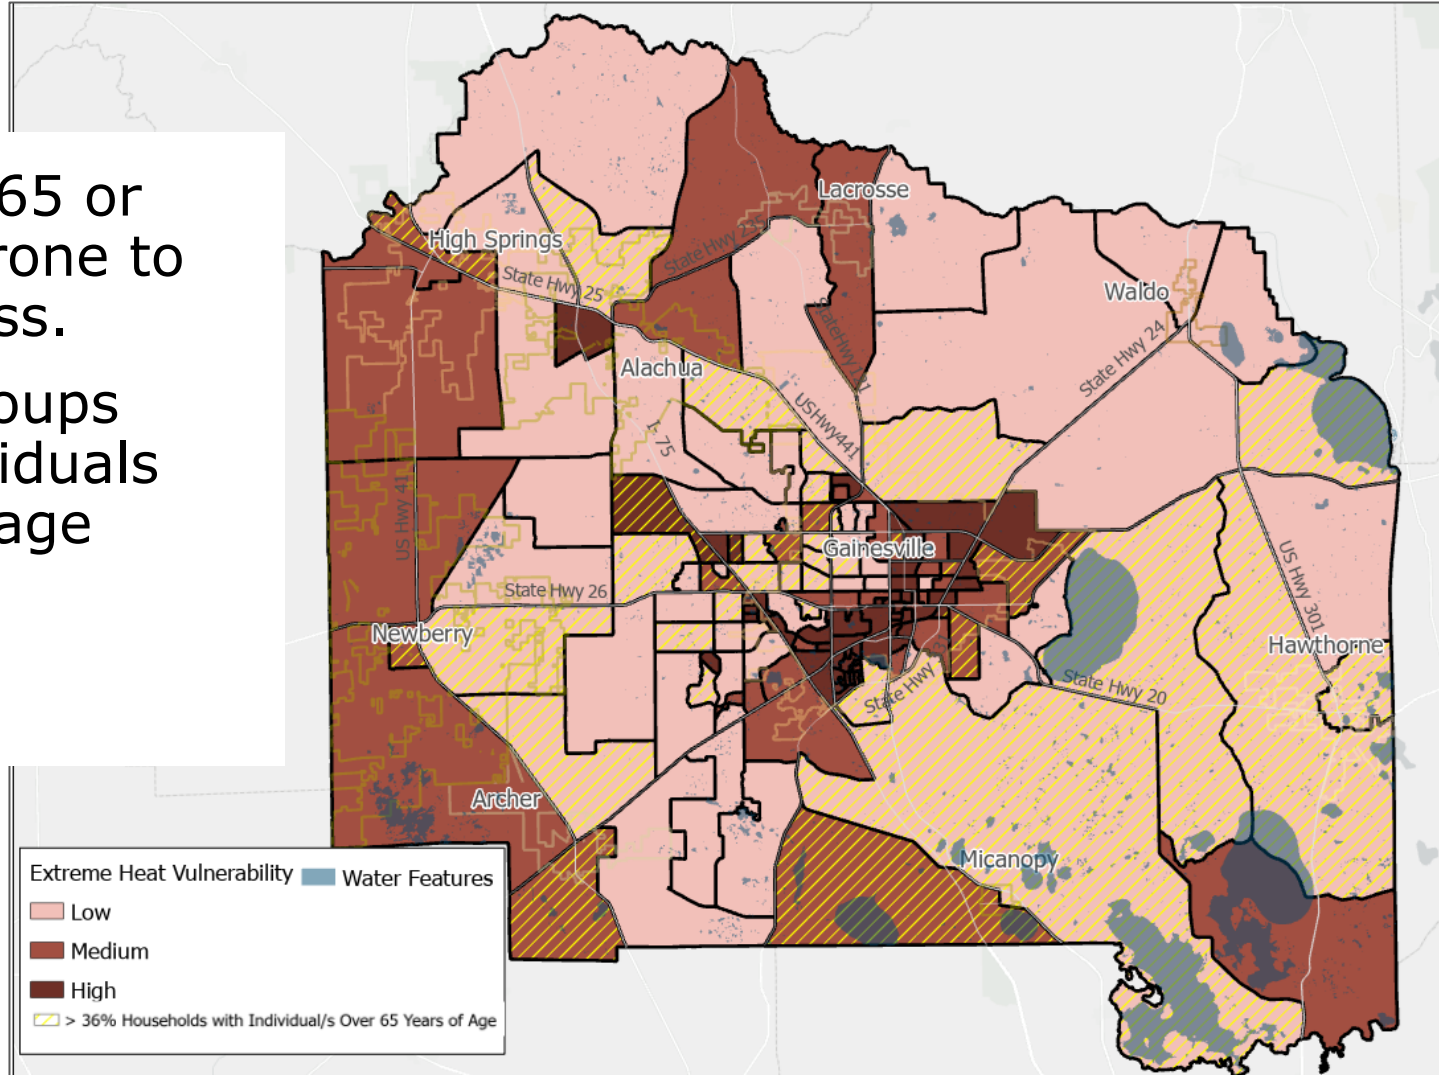 65 or
rone to
ss.
oups
iduals
age
Lacrosse
High Springs
State Hwy 235
State Hwy 25
Waldo
State Hwy 24
Alachua
State Hwy 121
US Hwy 441
I- 75
US Hwy 41
Gainesville
US Hwy 301
State Hwy 26
Newberry
Hawthorne
State Hwy
State Hwy 20
Archer
Micanopy
Extreme Heat Vulnerability
Water Features
Low
Medium
High
> 36% Households with Individual/s Over 65 Years of Age